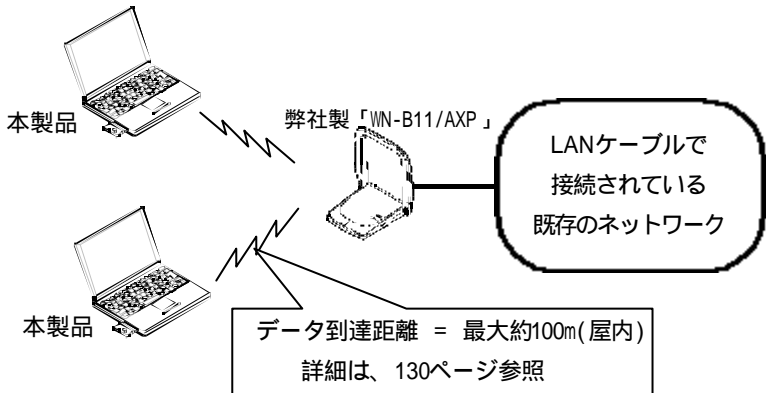 本製品
弊社製「WN-B11/AXP」
LANケーブルで
接続されている
既存のネットワーク
本製品
データ到達距離 = 最大約100m(屋内)
詳細は、130ページ参照